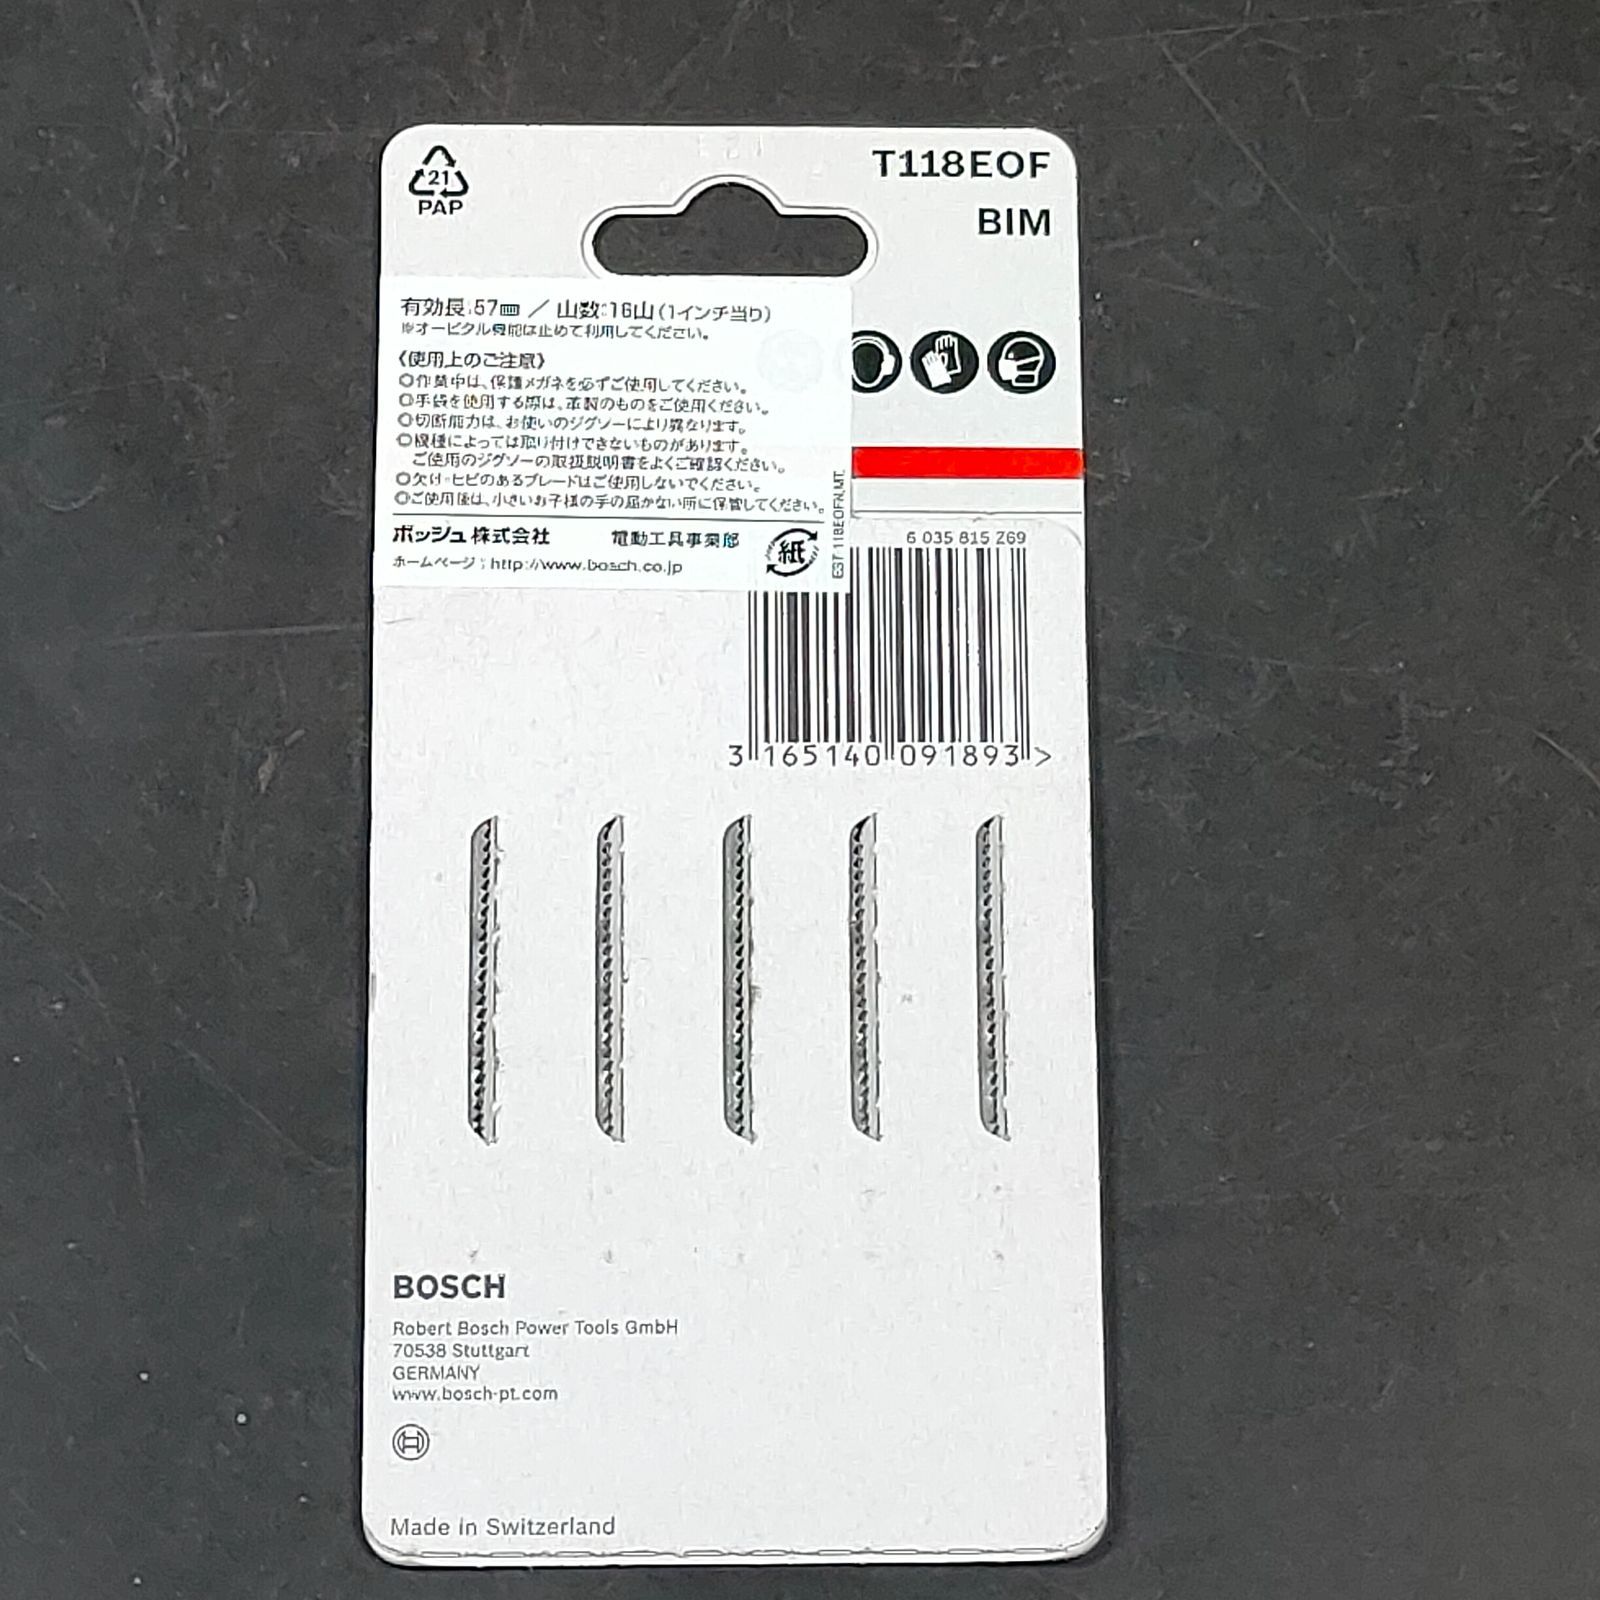 21
PAP
T118EOF
BIM
有効長:57㎜ / 山数:16山(1インチ当り)
※オービタル機能は止めて利用してください。
《使用上のご注意》
◎作業中は、保護メガネを必ずご使用してください。
◎手袋を使用する際は、革製のものをご使用ください。
◎切断能力は、お使いのジグソーにより異なります。
◎機種によっては取り付けできないものがあります。
ご使用のジグソーの取扱説明書をよくご確認ください。
◎欠け・ヒビのあるブレードはご使用しないでください。
◎ご使用後は、小さいお子様の手の届かない所に保管してください。
ボッシュ株式会社 電動工具事業部
ホームページ:http://www.bosch.co.jp
紙
6 035 815 Z69
3 165140 091893 >
BOSCH
Robert Bosch Power Tools GmbH
70538 Stuttgart
GERMANY
www.bosch-pt.com
Made in Switzerland